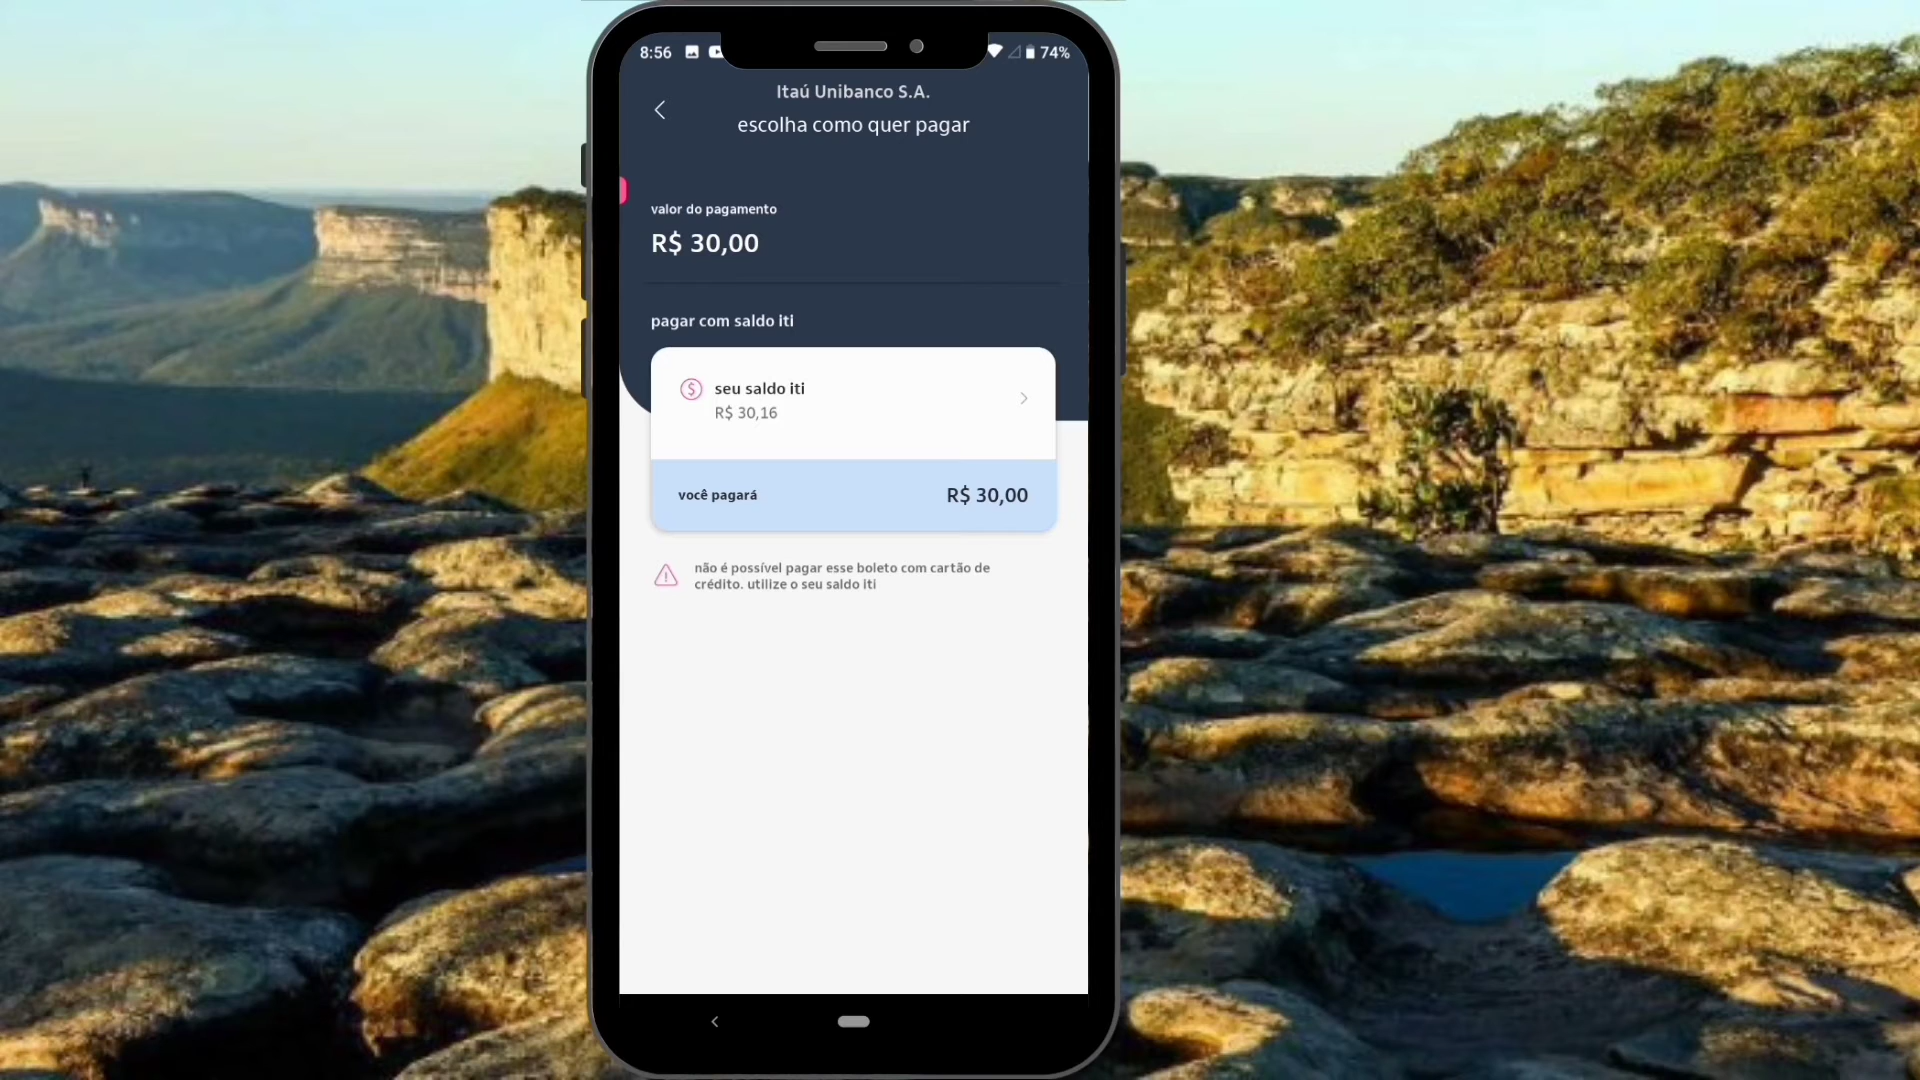 8:56
74%
Itaú Unibanco S.A.
escolha como quer pagar
valor do pagamento
R$ 30,00
pagar com saldo iti
seu saldo iti
R$ 30,16
você pagará
R$ 30,00
não é possível pagar esse boleto com cartão de
crédito. utilize o seu saldo iti